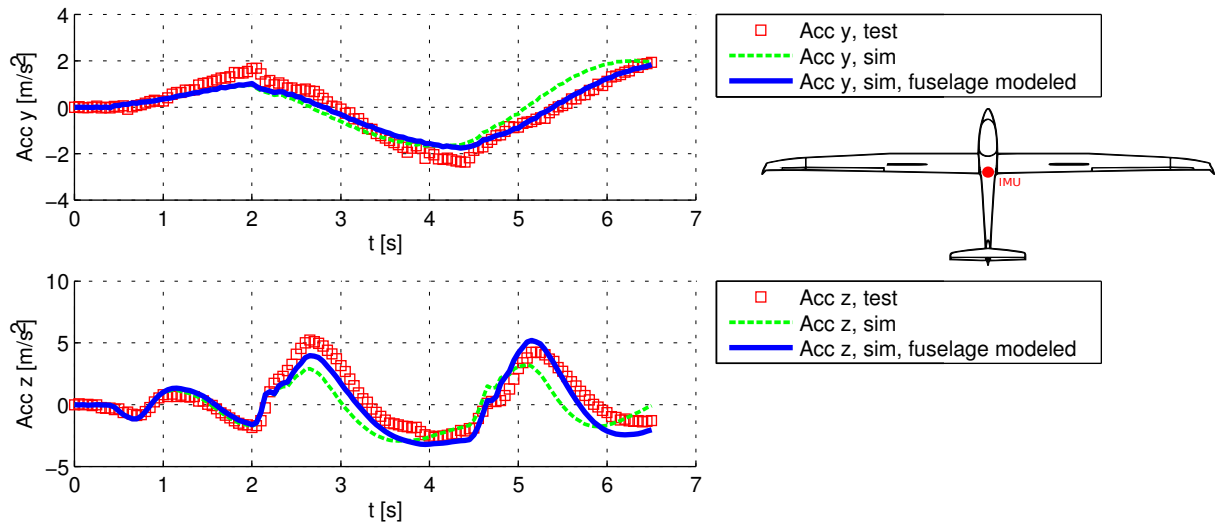 4
2
0
−2
−4
Acc y [m/s²]
0 1 2 3 4 5 6 7
t [s]
Acc y, test
Acc y, sim
Acc y, sim, fuselage modeled
IMU
10
5
0
−5
Acc z [m/s²]
0 1 2 3 4 5 6 7
t [s]
Acc z, test
Acc z, sim
Acc z, sim, fuselage modeled